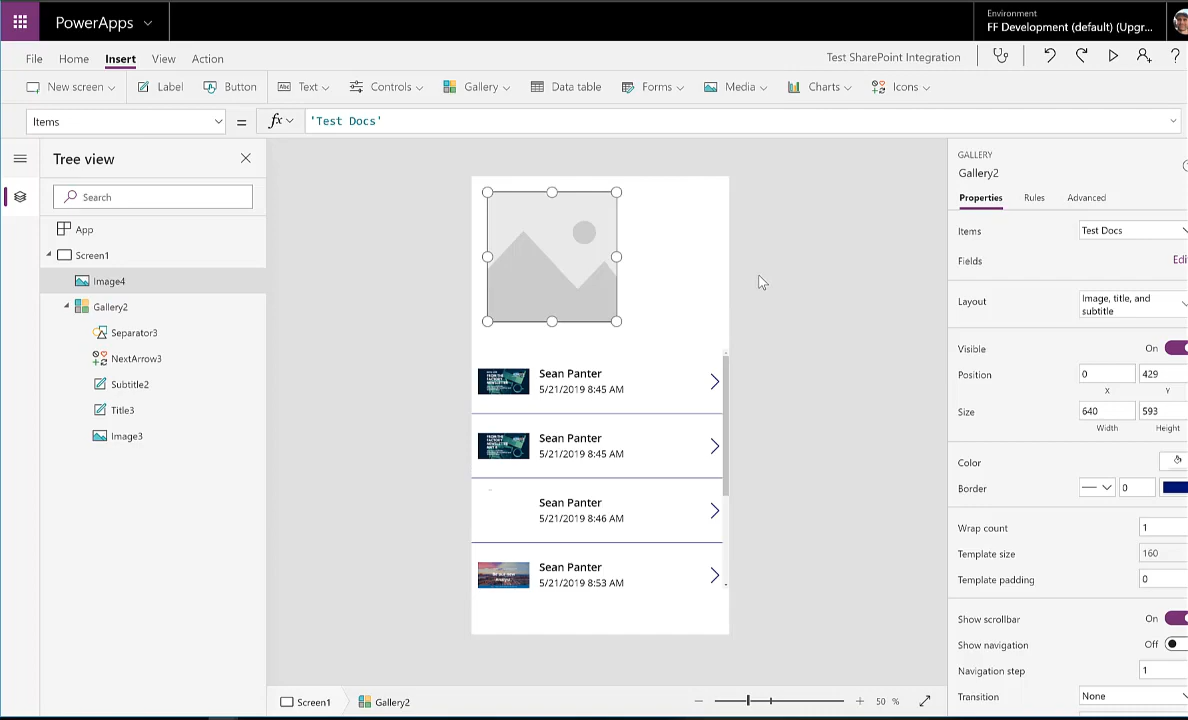 PowerApps
Environment
FF Development (default) (Upgr...
File Home Insert View Action
Test SharePoint Integration
New screen Label Button Text Controls Gallery Data table Forms Media Charts Icons
Items = fx 'Test Docs'
Tree view
Search
App
Screen1
Image4
Gallery2
Separator3
NextArrow3
Subtitle2
Title3
Image3
Sean Panter
5/21/2019 8:45 AM
Sean Panter
5/21/2019 8:45 AM
Sean Panter
5/21/2019 8:46 AM
Sean Panter
5/21/2019 8:53 AM
GALLERY
Gallery2
Properties Rules Advanced
Items Test Docs
Fields Edi
Layout Image, title, and
subtitle
Visible On
Position 0 429
X Y
Size 640 593
Width Height
Color
Border 0
Wrap count 1
Template size 160
Template padding 0
Show scrollbar On
Show navigation Off
Navigation step 1
Transition None
Screen1 Gallery2
50 %